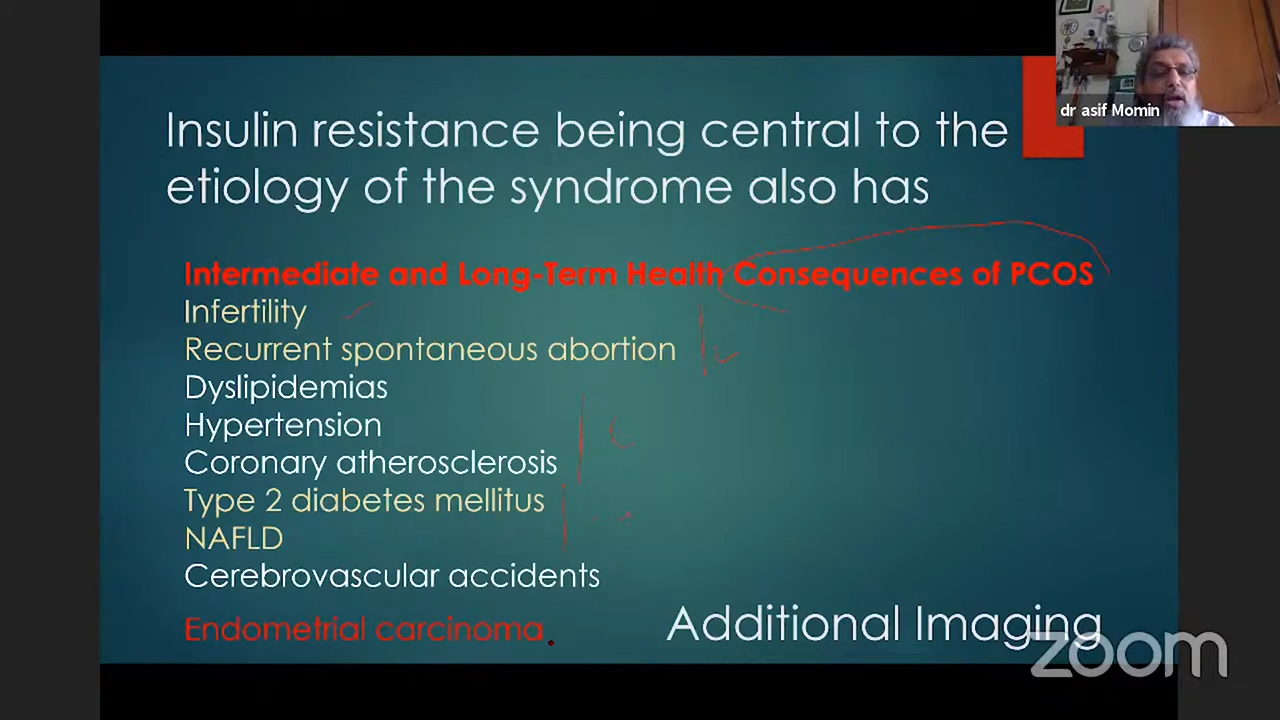 dr asif Momin
Insulin resistance being central to the
etiology of the syndrome also has
Intermediate and Long-Term Health Consequences of PCOS
Infertility
Recurrent spontaneous abortion
Dyslipidemias
Hypertension
Coronary atherosclerosis
Type 2 diabetes mellitus
NAFLD
Cerebrovascular accidents
Endometrial carcinoma
Additional Imaging
zoom